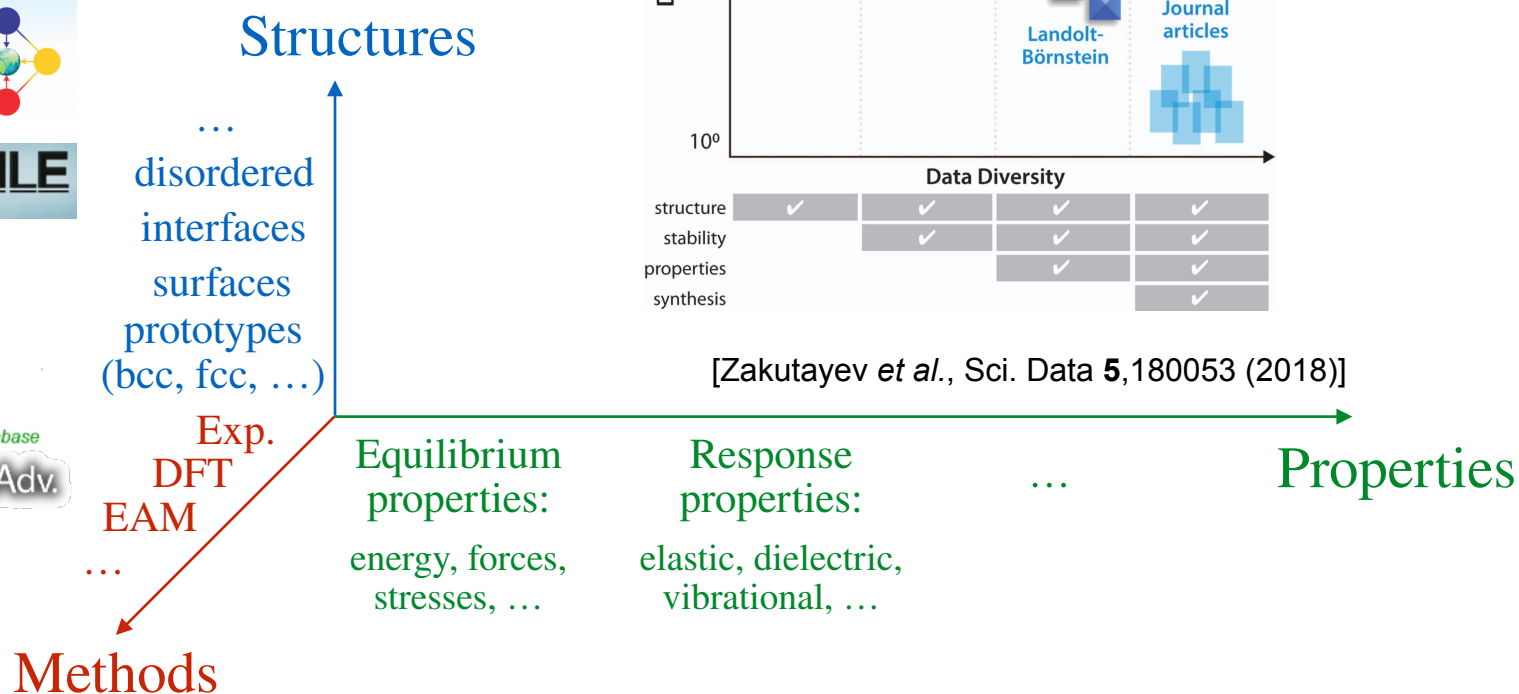 Structures
…
disordered
interfaces
surfaces
prototypes
(bcc, fcc, …)
Exp.
DFT
EAM
…
Methods
Equilibrium
properties:
energy, forces,
stresses, …
Response
properties:
elastic, dielectric,
vibrational, …
…
Properties
Landolt-
Börnstein
Journal
articles
10⁰
Data Diversity
structure ✔ ✔ ✔ ✔
stability ✔ ✔ ✔
properties ✔ ✔
synthesis ✔
[Zakutayev et al., Sci. Data 5,180053 (2018)]
Adv.